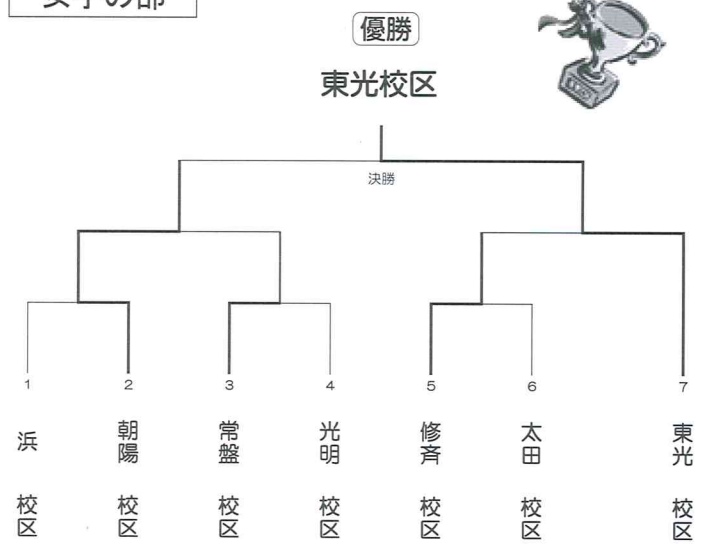 女子の部
優勝
東光校区
決勝
1
2
3
4
5
6
7
浜 校区
朝陽 校区
常盤 校区
光明 校区
修斉 校区
太田 校区
東光 校区